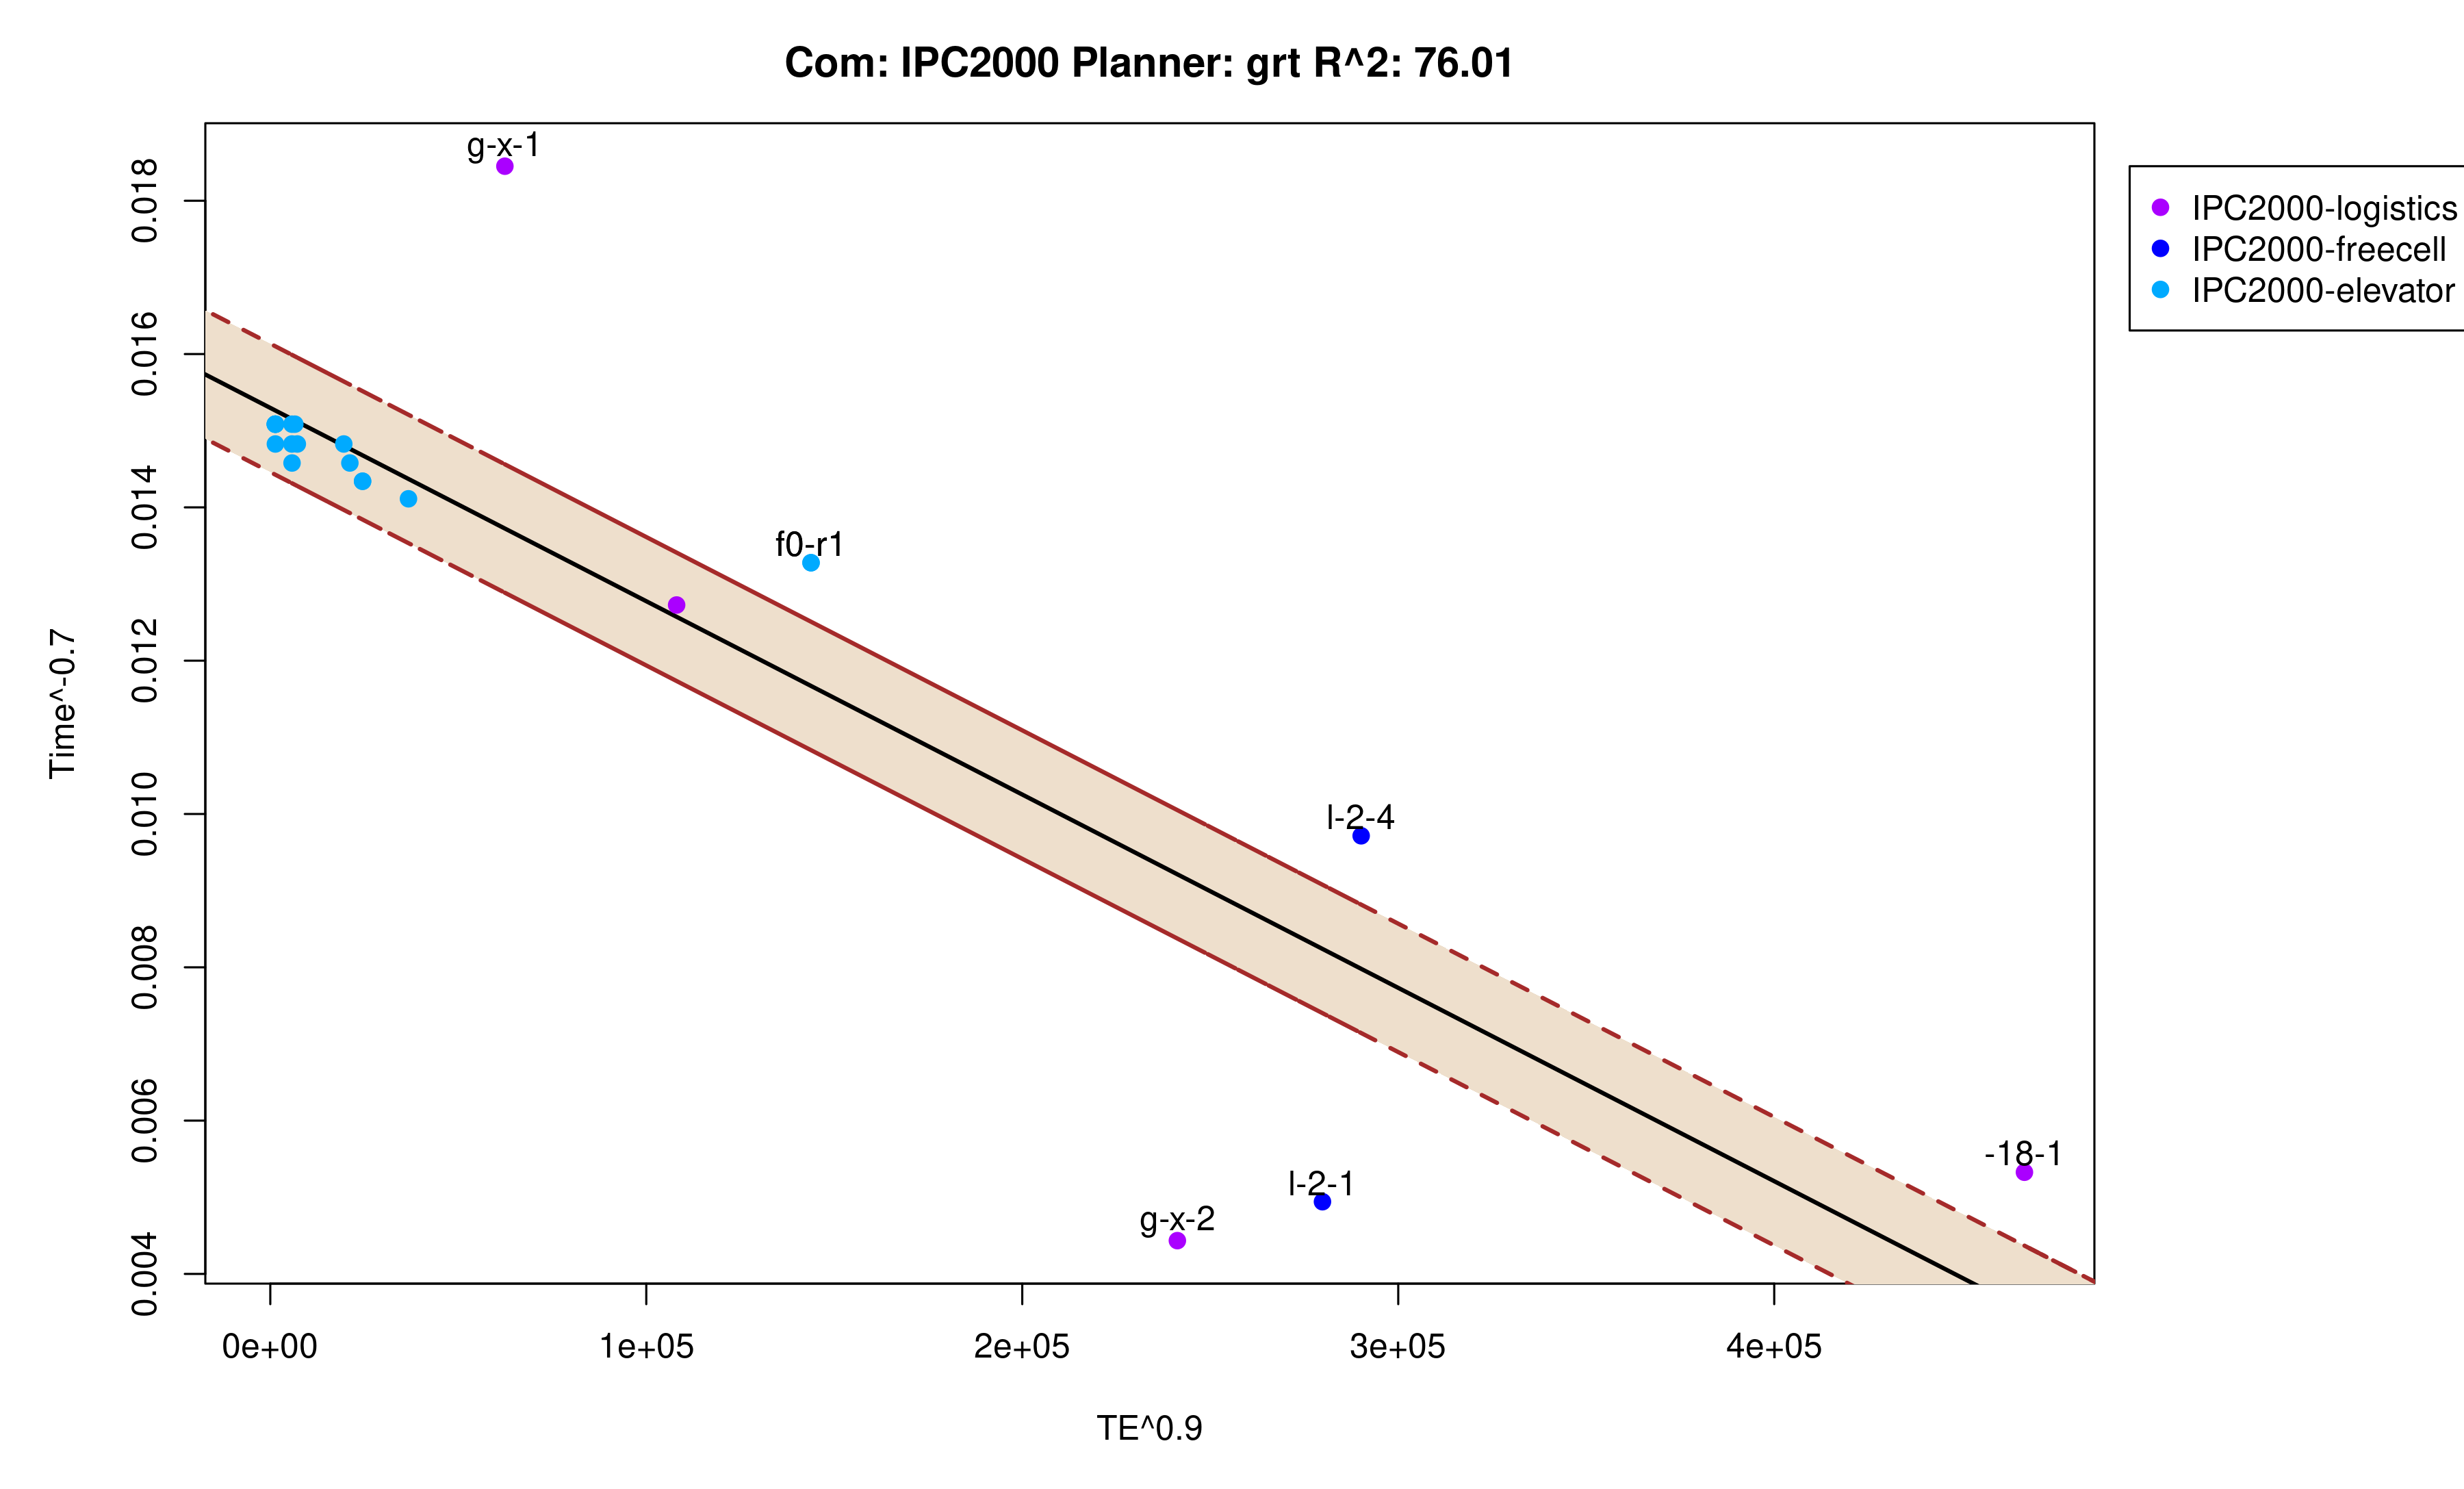 Com: IPC2000 Planner: grt R^2: 76.01
g-x-1
IPC2000-logistics
IPC2000-freecell
IPC2000-elevator
0.018
0.016
0.014
0.012
0.010
0.008
0.006
0.004
Time^-0.7
f0-r1
l-2-4
-18-1
l-2-1
g-x-2
0e+00 1e+05 2e+05 3e+05 4e+05
TE^0.9